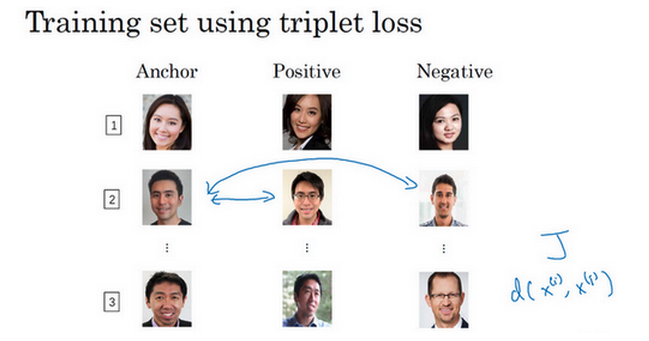 Training set using triplet loss
Anchor Positive Negative
1
2
⋮ ⋮ ⋮
3
J
d(x⁽ⁱ⁾, x⁽ʲ⁾)